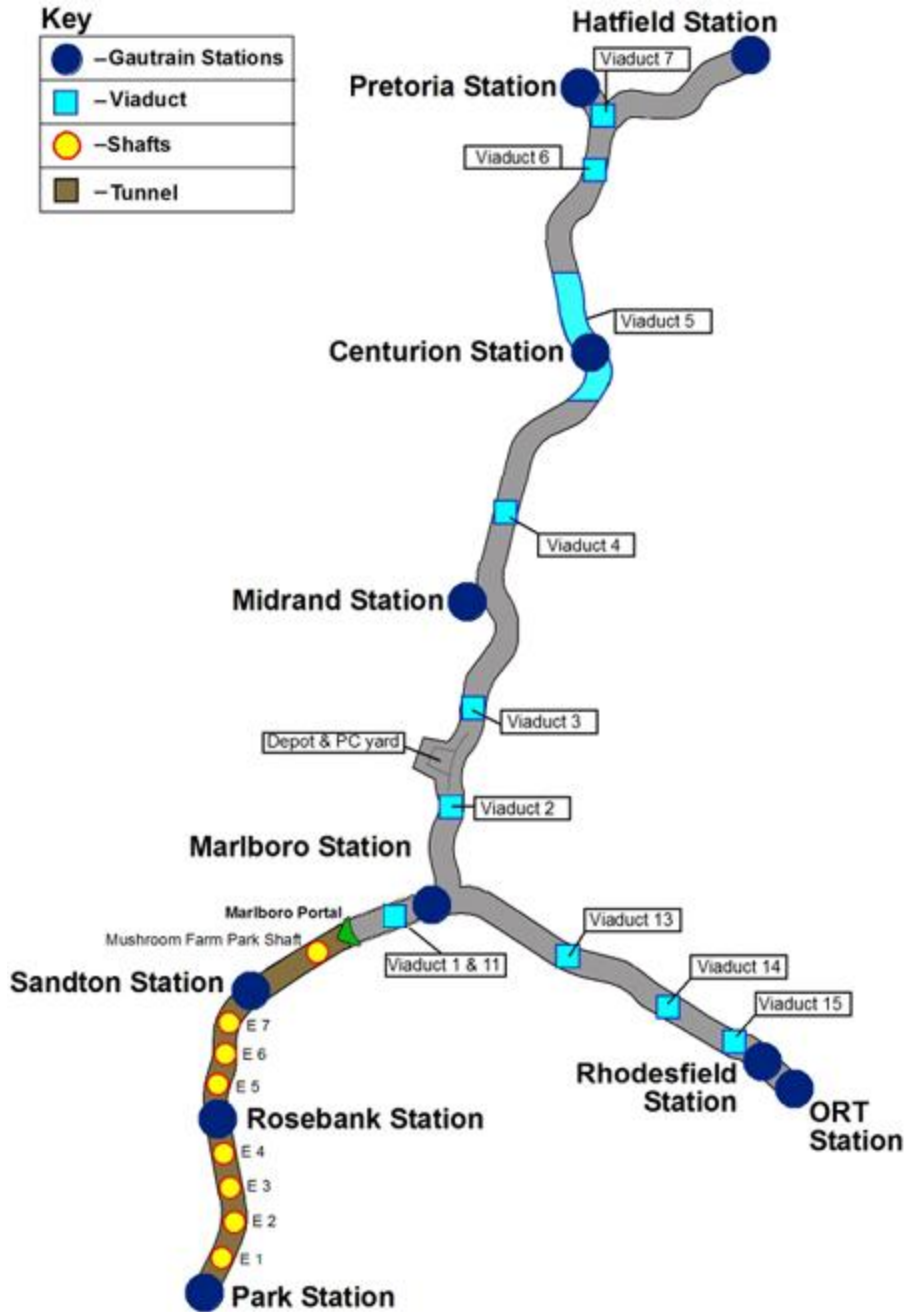 Key
–Gautrain Stations
–Viaduct
–Shafts
–Tunnel
Hatfield Station
Viaduct 7
Pretoria Station
Viaduct 6
Viaduct 5
Centurion Station
Viaduct 4
Midrand Station
Viaduct 3
Depot & PC yard
Viaduct 2
Marlboro Station
Marlboro Portal
Mushroom Farm Park Shaft
Viaduct 1 & 11
Viaduct 13
Viaduct 14
Viaduct 15
Sandton Station
E 7
E 6
E 5
Rhodesfield
Station
ORT
Station
Rosebank Station
E 4
E 3
E 2
E 1
Park Station